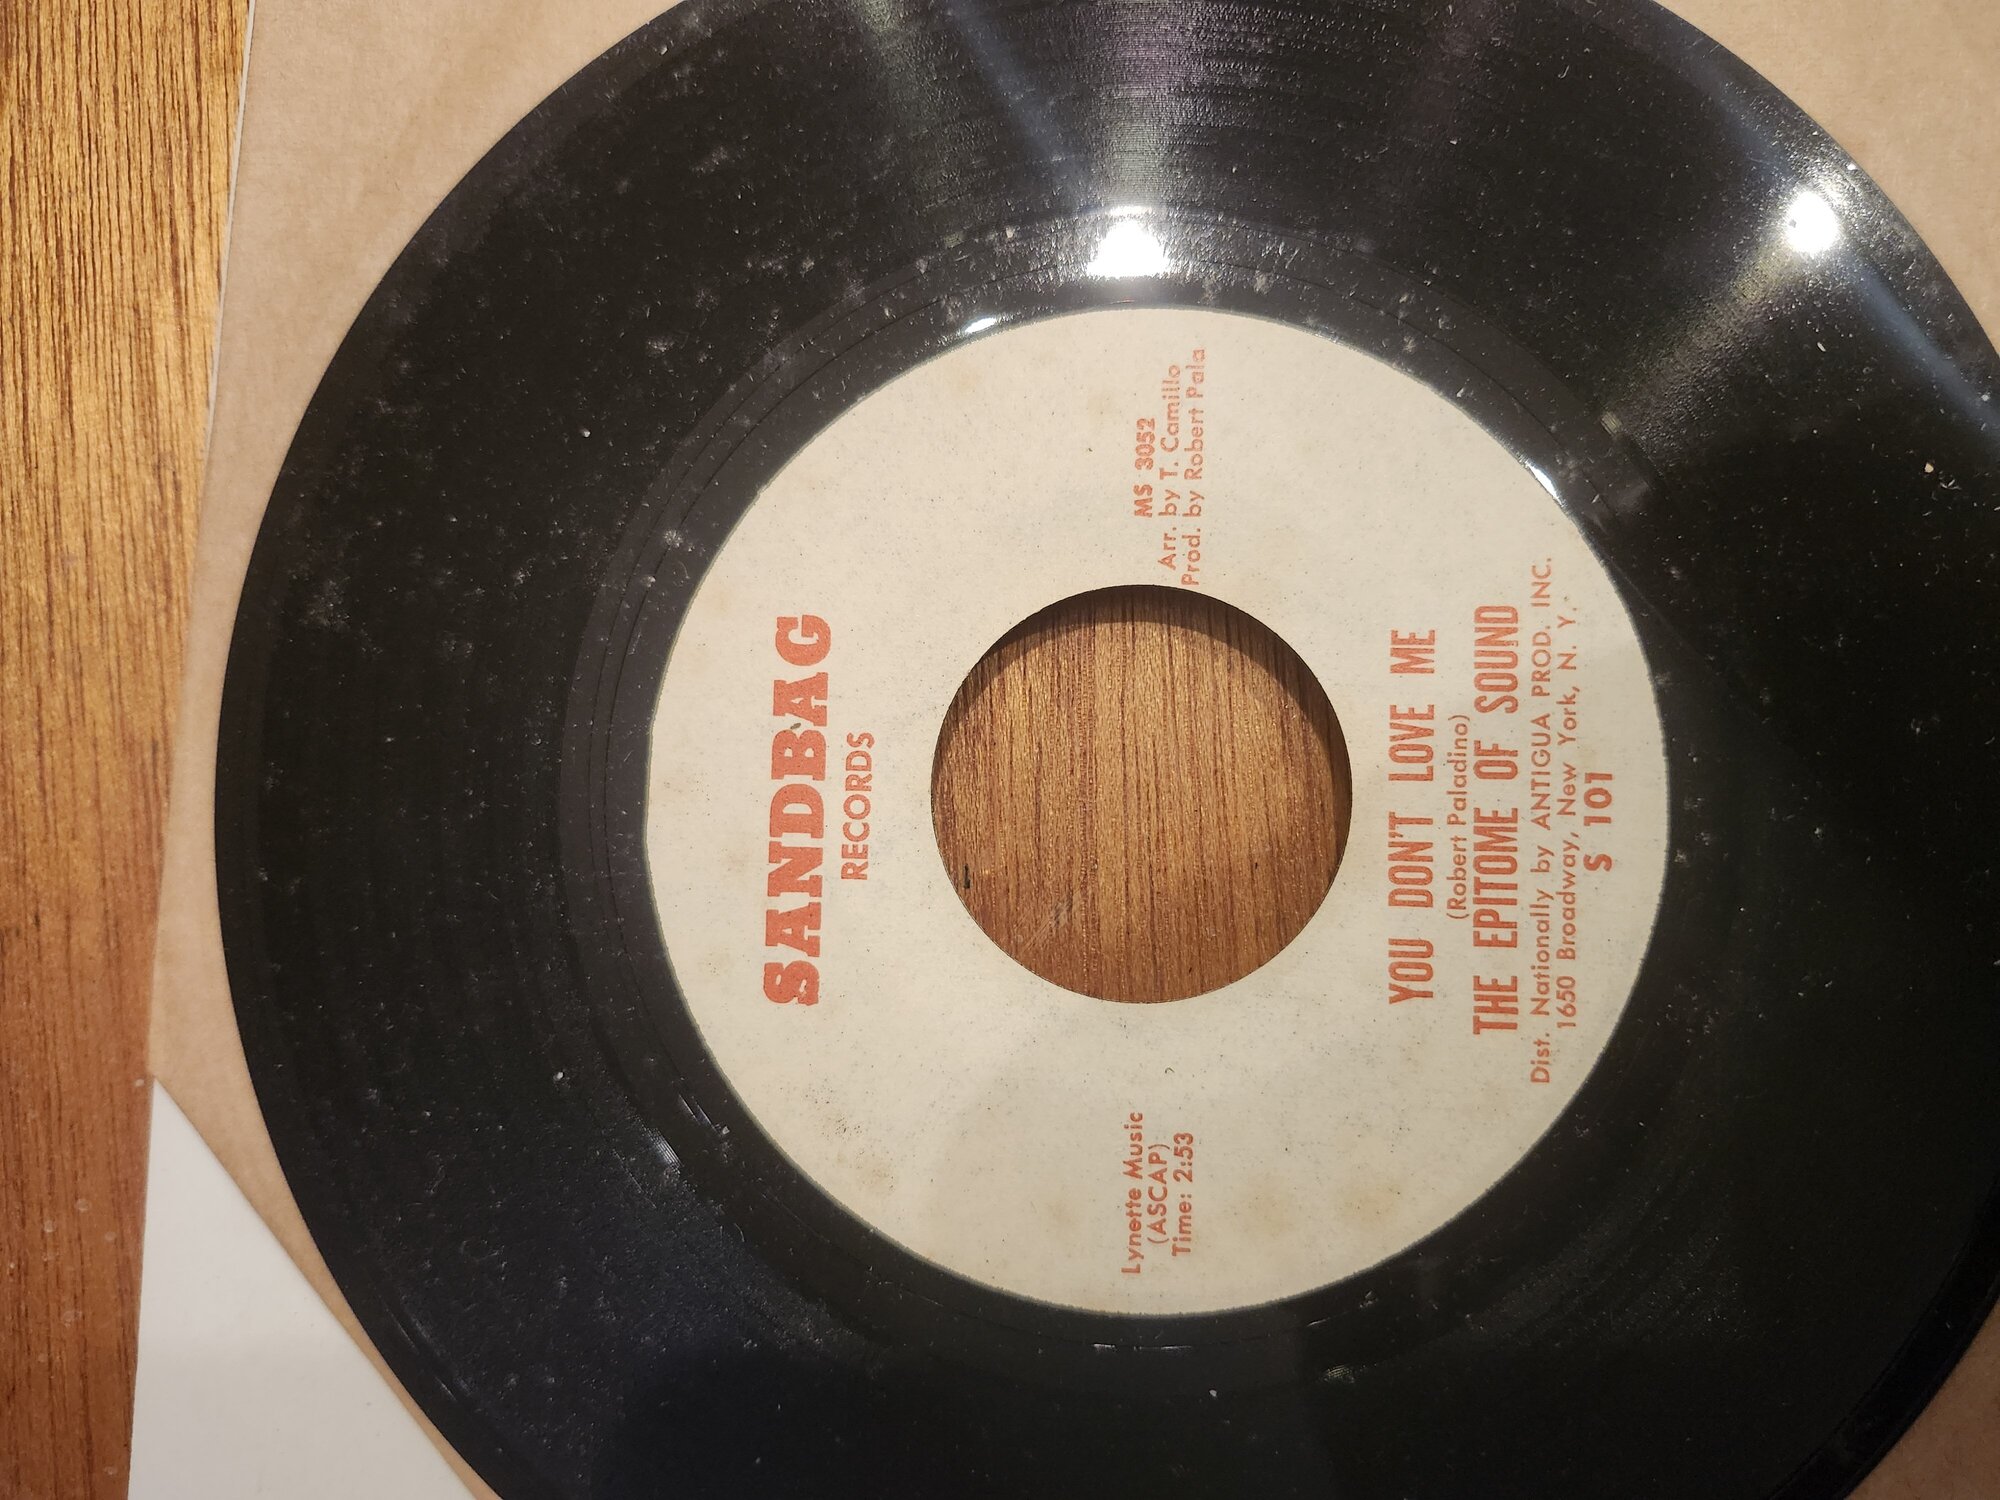 SANDBAG
RECORDS
Lynette Music
(ASCAP)
Time: 2:53
MS 3052
Arr. by T. Camillo
Prod. by Robert Pala
YOU DON'T LOVE ME
(Robert Paladino)
THE EPITOME OF SOUND
Dist. Nationally by ANTIGUA PROD. INC.
1650 Broadway, New York, N. Y.
S 101